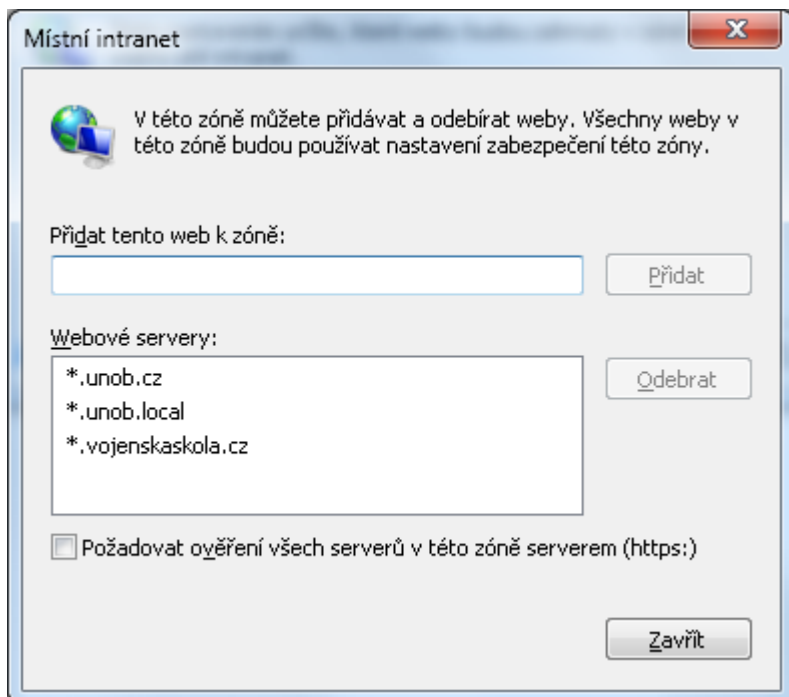 Místní intranet
V této zóně můžete přidávat a odebírat weby. Všechny weby v
této zóně budou používat nastavení zabezpečení této zóny.
Přidat tento web k zóně:
Přidat
Webové servery:
*.unob.cz
*.unob.local
*.vojenskaskola.cz
Odebrat
Požadovat ověření všech serverů v této zóně serverem (https:)
Zavřít